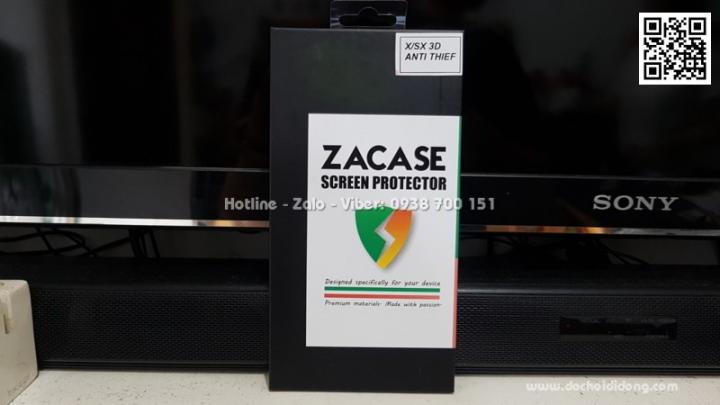 X/SX 3D
ANTI THIEF
ZACASE
SCREEN PROTECTOR
Hotline - Zalo - Viber: 0938 700 151
SONY
Designed specifically for your device
Premium materials· Made with passion·
www.dochoididong.com